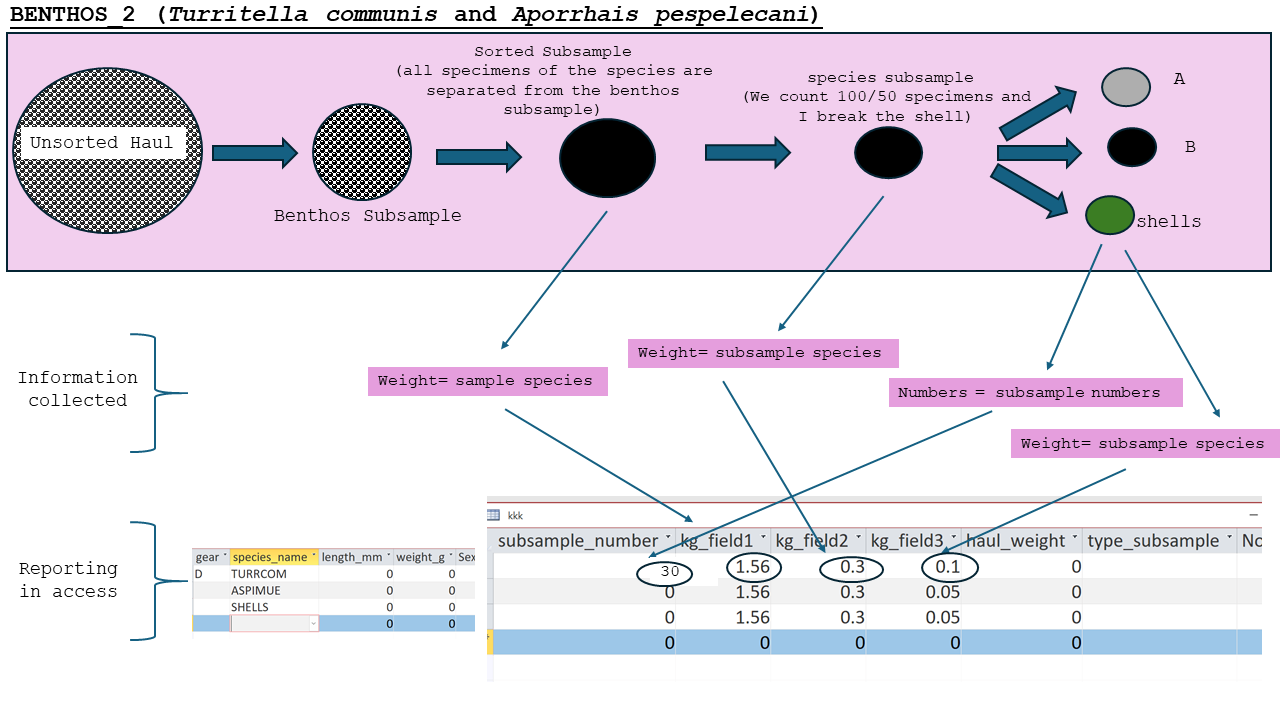 BENTHOS_2 (Turritella communis and Aporrhais pespelecani)
Sorted Subsample
(all specimens of the species are
separated from the benthos
subsample)
species subsample
(We count 100/50 specimens and
I break the shell)
A
Unsorted Haul
B
Benthos Subsample
shells
Weight= subsample species
Information
collected
Weight= sample species
Numbers = subsample numbers
Weight= subsample species
kkk
subsample_number kg_field1 kg_field2 kg_field3 haul_weight type_subsample No
30 1.56 0.3 0.1 0
0 1.56 0.3 0.05 0
0 1.56 0.3 0.05 0
0 0 0 0 0
Reporting
in access
gear species_name length_mm weight_g Sex
D TURRCOM 0 0
ASPIMUE 0 0
SHELLS 0 0
0 0